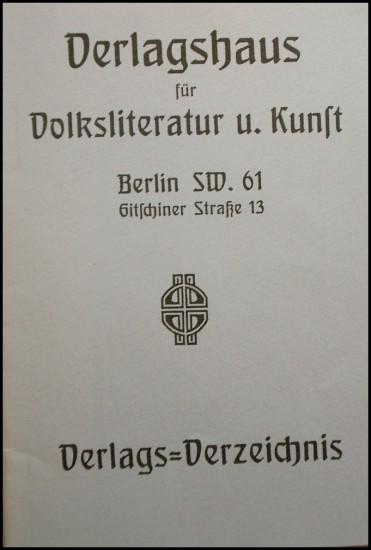 Verlagshaus
für
Volksliteratur u. Kunſt
Berlin SW. 61
Gitſchiner Straße 13
Verlags=Verzeichnis